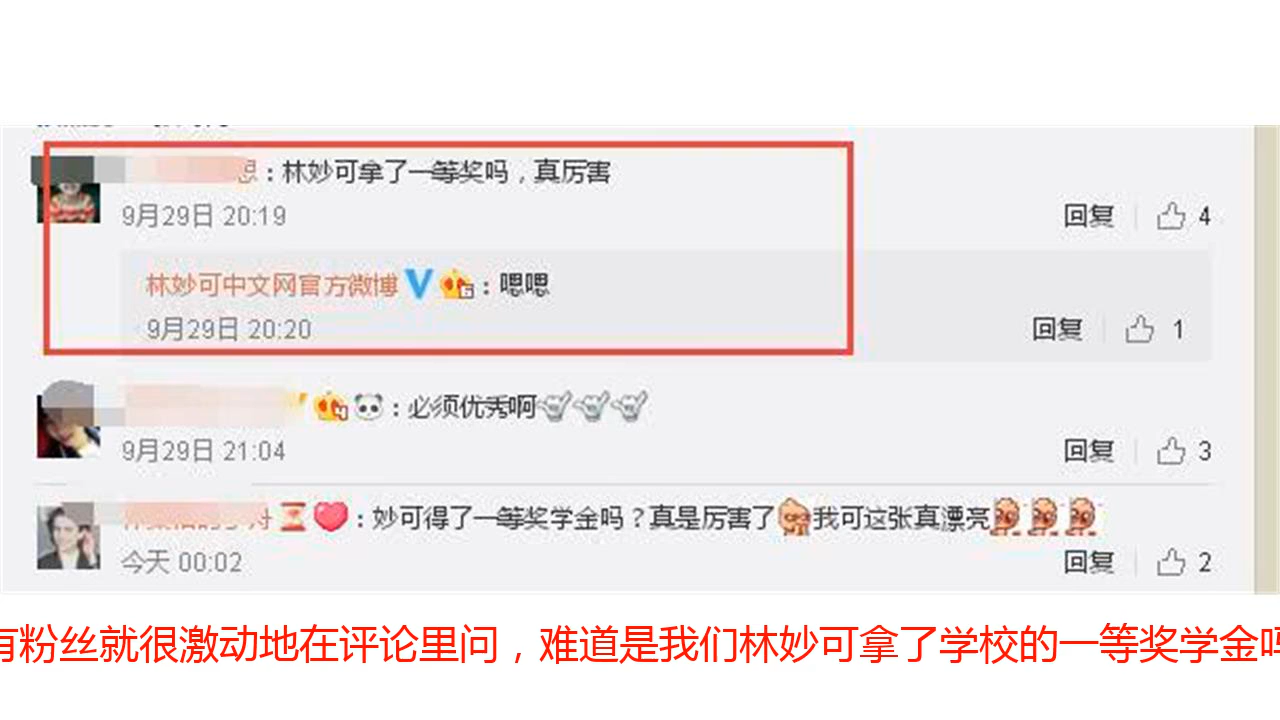 思：林妙可拿了一等奖吗，真厉害
9月29日 20:19
回复 4
林妙可中文网官方微博：嗯嗯
9月29日 20:20
回复 1
：必须优秀啊
9月29日 21:04
回复 3
：妙可得了一等奖学金吗？真是厉害了我可这张真漂亮
今天 00:02
回复 2
有粉丝就很激动地在评论里问，难道是我们林妙可拿了学校的一等奖学金吗